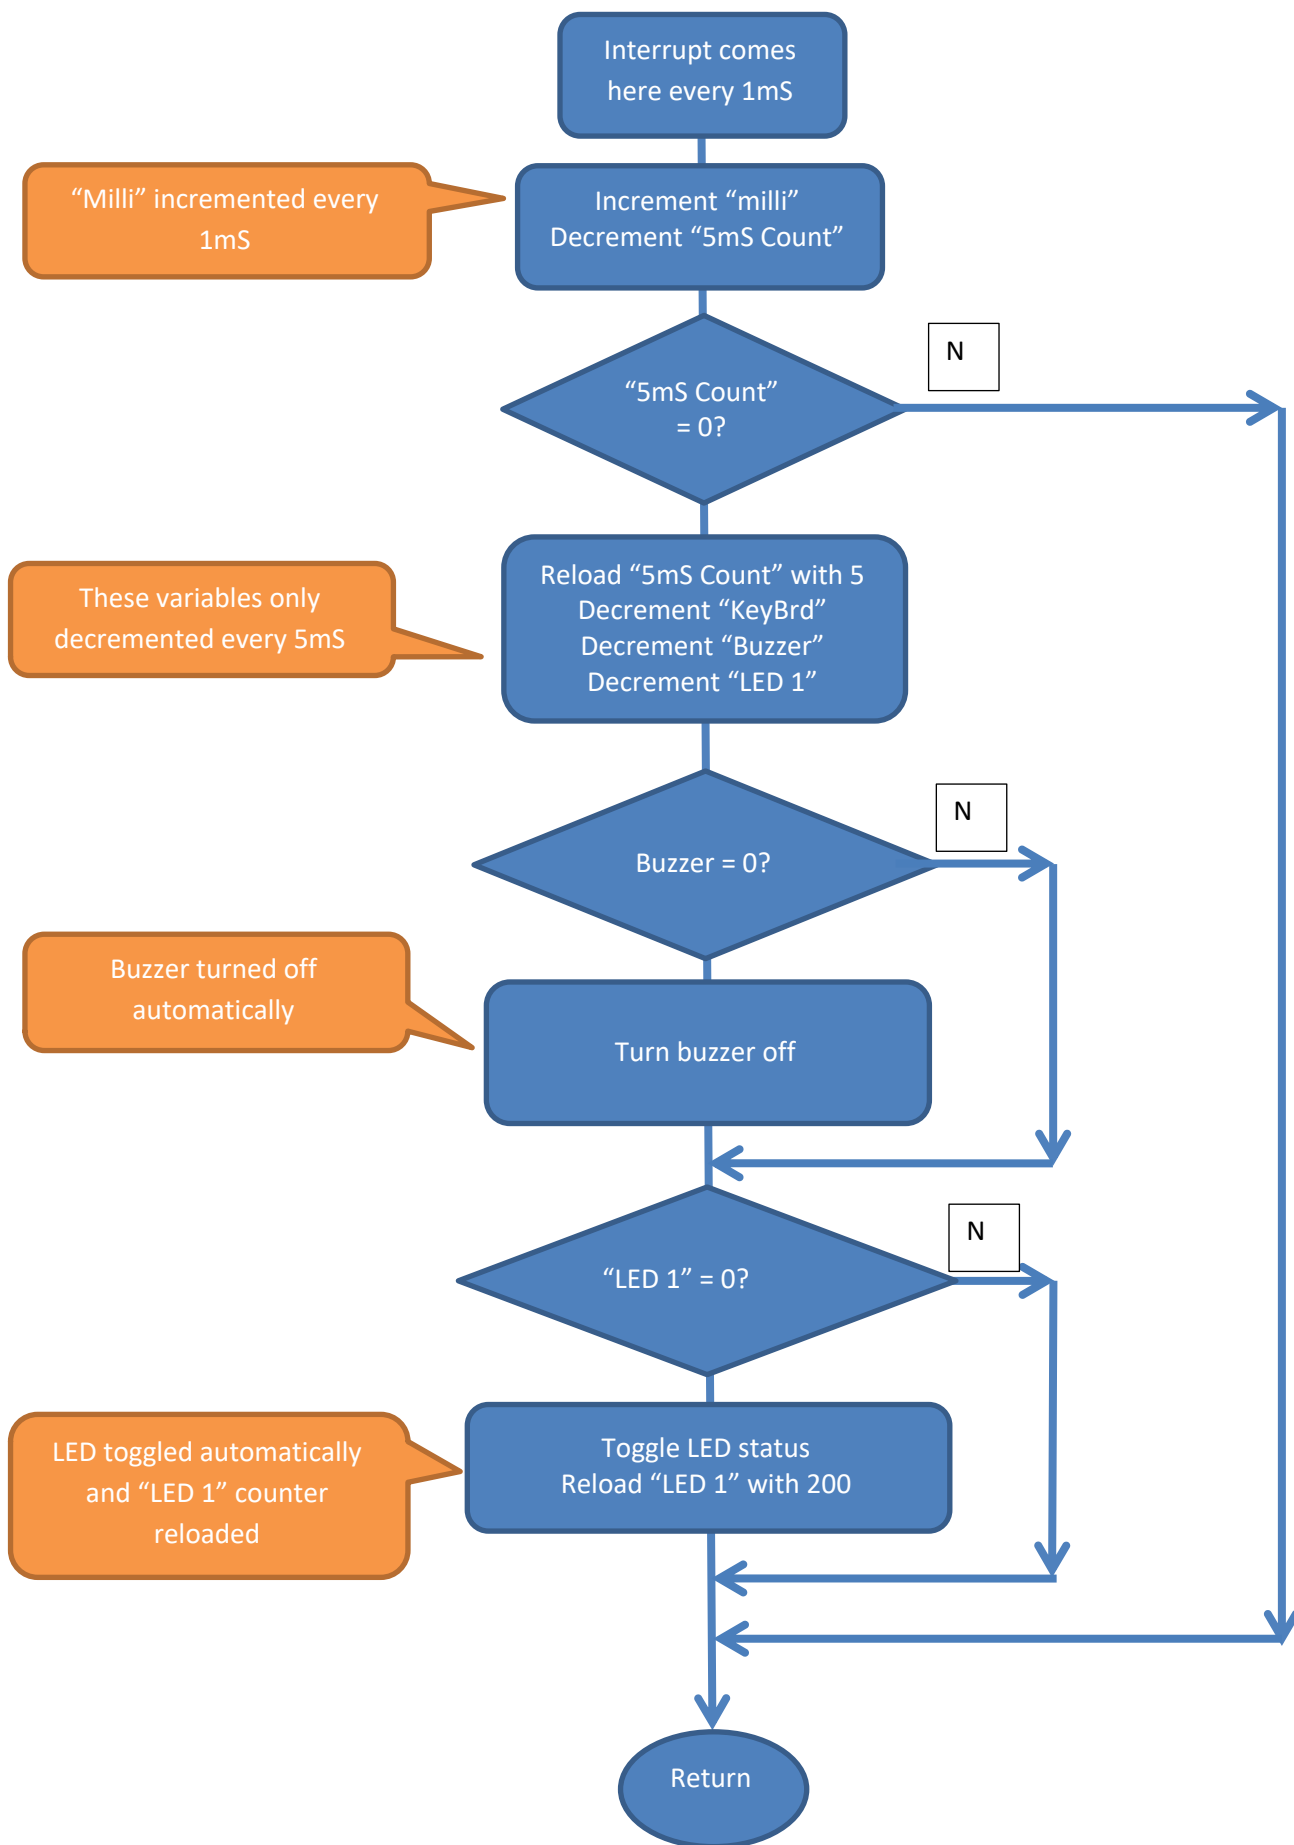 Interrupt comes
here every 1mS
“Milli” incremented every
1mS
Increment “milli”
Decrement “5mS Count”
N
“5mS Count”
= 0?
These variables only
decremented every 5mS
Reload “5mS Count” with 5
Decrement “KeyBrd”
Decrement “Buzzer”
Decrement “LED 1”
N
Buzzer = 0?
Buzzer turned off
automatically
Turn buzzer off
N
“LED 1” = 0?
LED toggled automatically
and “LED 1” counter
reloaded
Toggle LED status
Reload “LED 1” with 200
Return